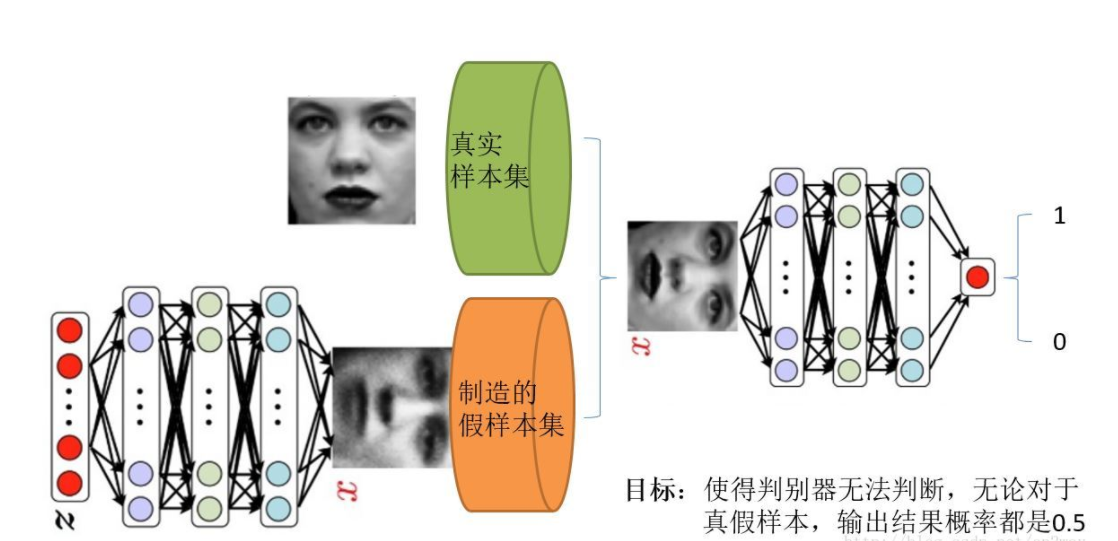 真实
样本集
1
x
0
制造的
假样本集
x
z
目标：使得判别器无法判断，无论对于
真假样本，输出结果概率都是0.5